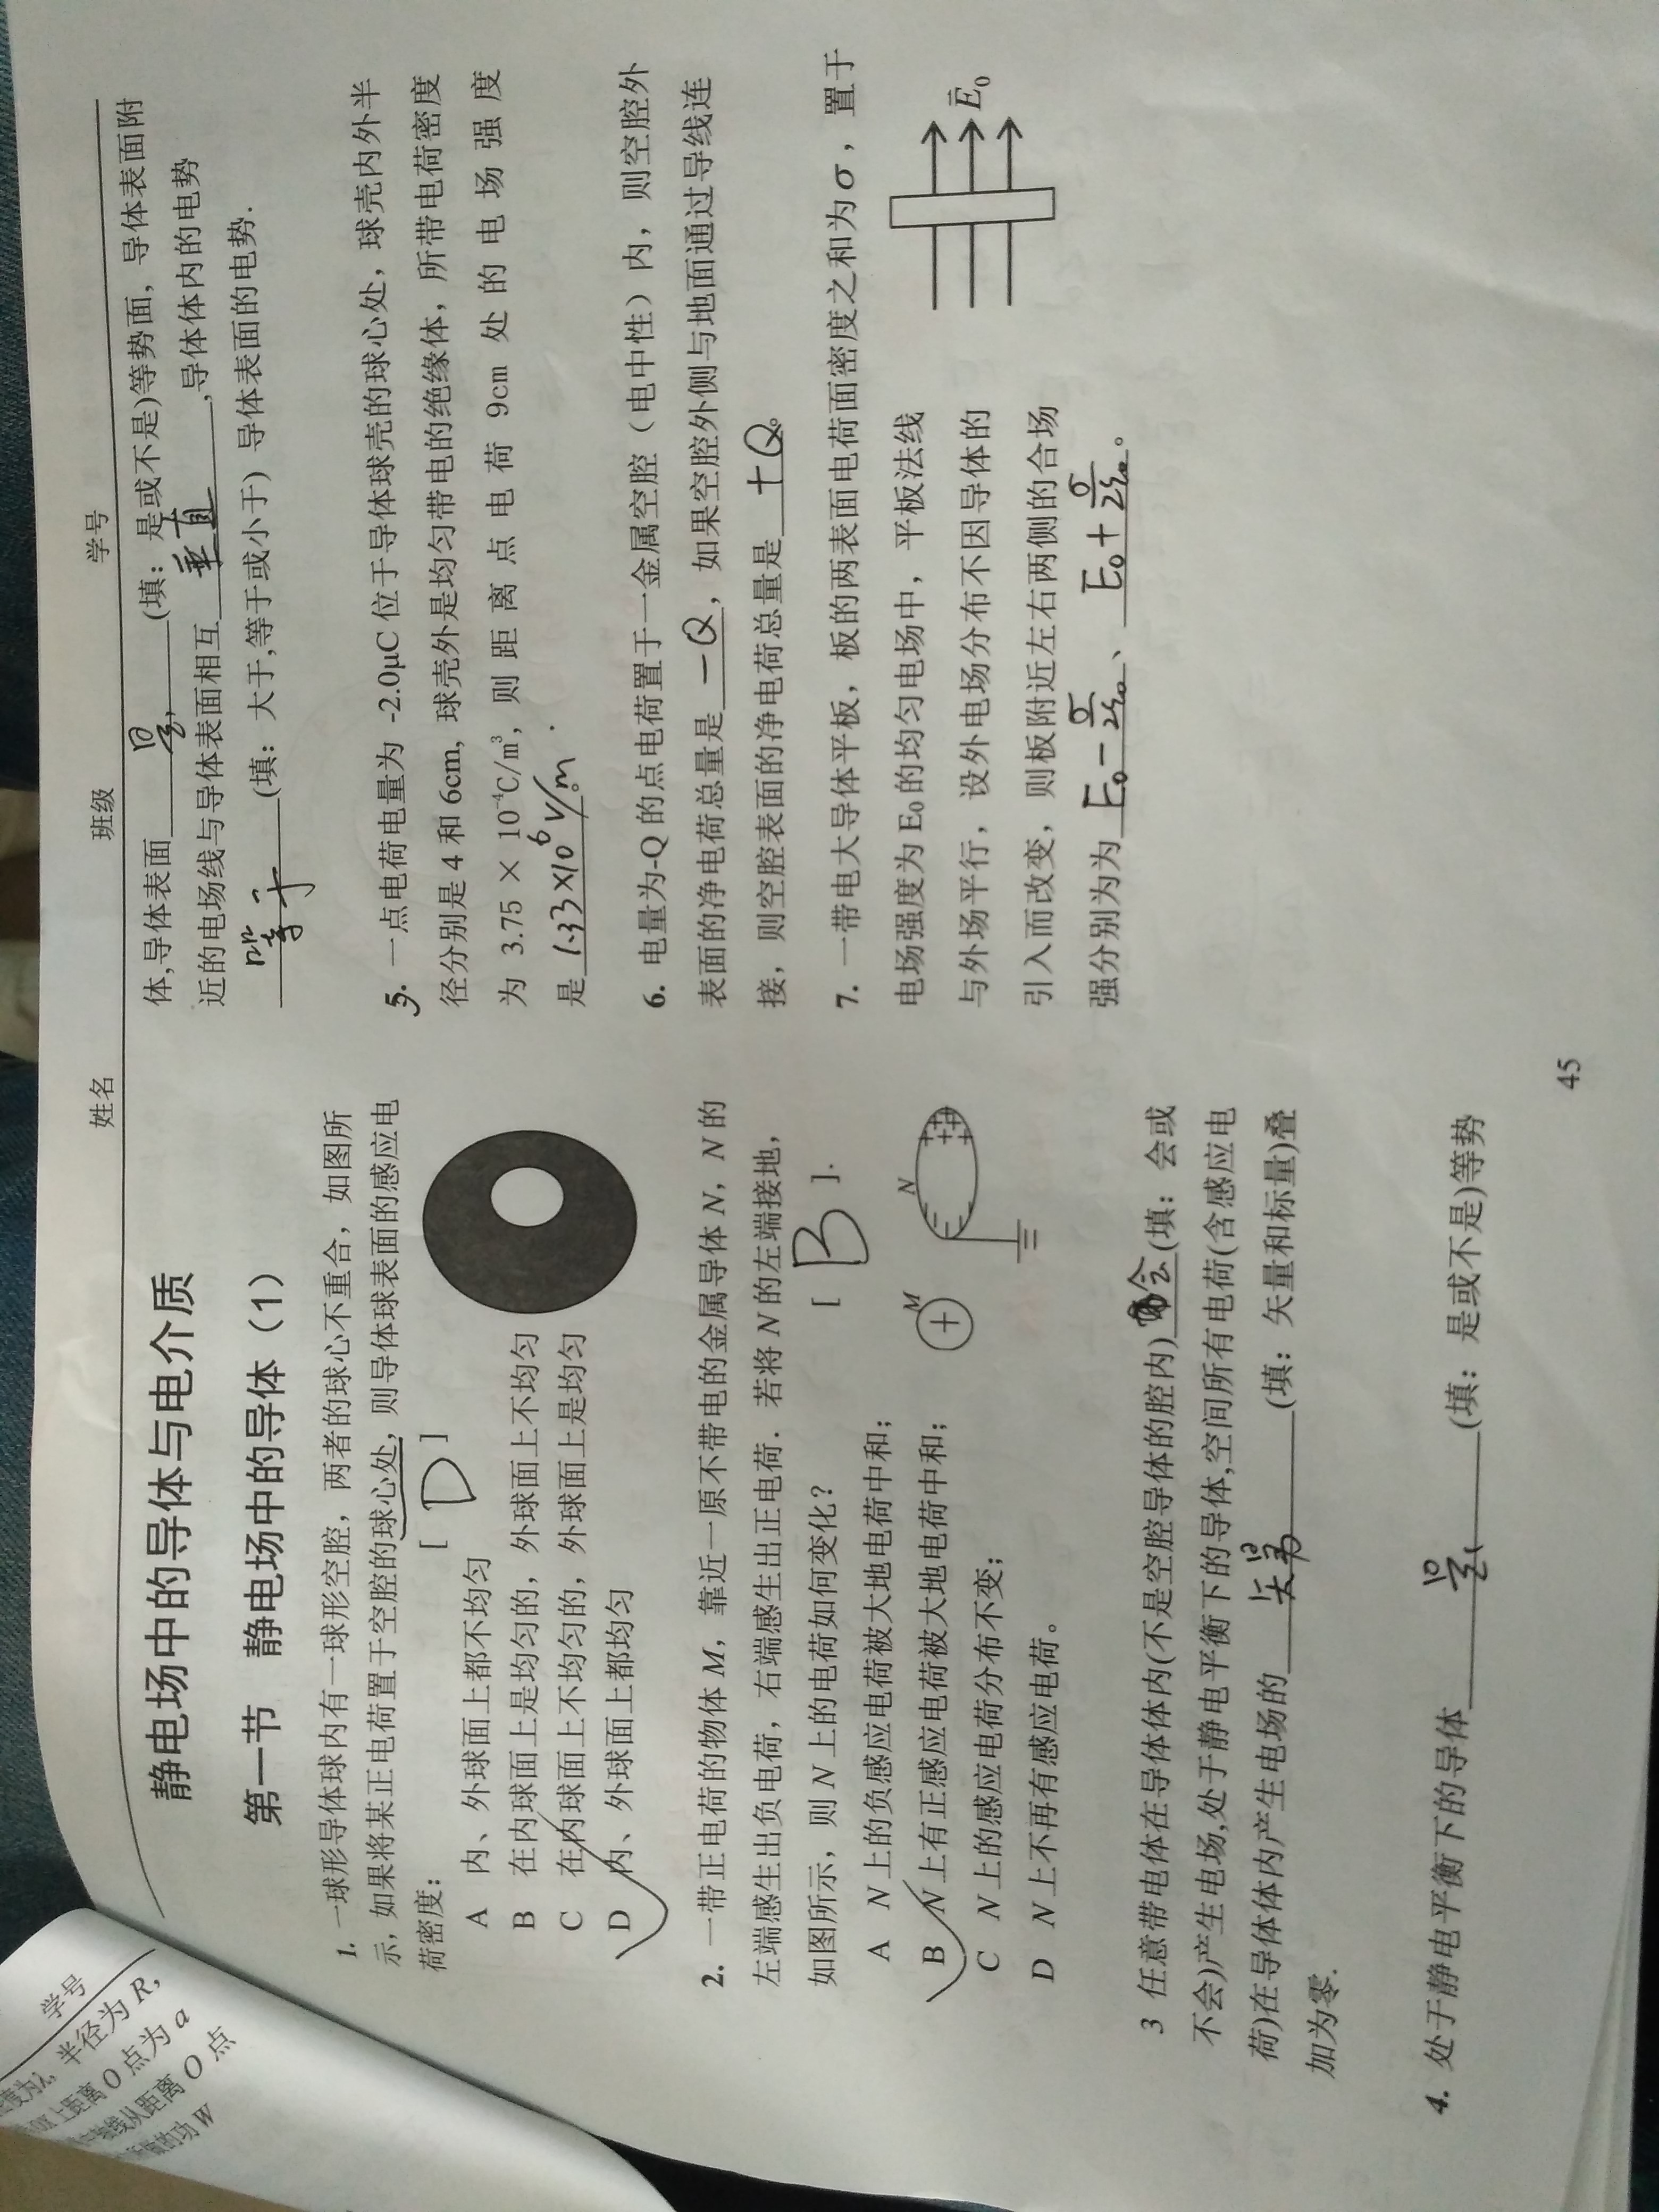 学号
半径为 R,
上距离 O 点为 a
轴线从距离 O 点
的功 W
姓名 班级 学号
静电场中的导体与电介质
第一节 静电场中的导体（1）
1. 一球形导体球内有一球形空腔，两者的球心不重合，如图所
示，如果将某正电荷置于空腔的球心处，则导体球表面的感应电
荷密度：
[ D ]
A 内、外球面上都不均匀
B 在内球面上是均匀的，外球面上不均匀
C 在内球面上不均匀的，外球面上是均匀
D 内、外球面上都均匀
2. 一带正电荷的物体 M，靠近一原不带电的金属导体 N，N 的
左端感生出负电荷，右端感生出正电荷．若将 N 的左端接地，
如图所示，则 N 上的电荷如何变化？ [ B ].
A N 上的负感应电荷被大地电荷中和；
B N 上有正感应电荷被大地电荷中和；
C N 上的感应电荷分布不变；
D N 上不再有感应电荷。
+ M N
3 任意带电体在导体体内(不是空腔导体的腔内) 会 (填：会或
不会)产生电场,处于静电平衡下的导体,空间所有电荷(含感应电
荷)在导体体内产生电场的 矢量 (填：矢量和标量)叠
加为零.
4. 处于静电平衡下的导体 是 (填：是或不是)等势
体,导体表面 是 (填：是或不是)等势面，导体表面附
近的电场线与导体表面相互 垂直 ,导体体内的电势
等于 (填：大于,等于或小于）导体表面的电势．
5. 一点电荷电量为 -2.0μC 位于导体球壳的球心处，球壳内外半
径分别是 4 和 6cm, 球壳外是均匀带电的绝缘体，所带电荷密度
为 3.75 × 10⁻⁴C/m³，则距离点电荷 9cm 处的电场强度
是 1.33×10⁶ V/m .
6. 电量为-Q 的点电荷置于一金属空腔（电中性）内，则空腔外
表面的净电荷总量是 -Q ，如果空腔外侧与地面通过导线连
接，则空腔表面的净电荷总量是 +Q 。
7. 一带电大导体平板，板的两表面电荷面密度之和为 σ，置于
电场强度为 E₀ 的均匀电场中，平板法线
与外场平行，设外电场分布不因导体的
引入而改变，则板附近左右两侧的合场
强分别为为 E₀-σ/2ε₀ 、 E₀+σ/2ε₀ 。
E₀
45